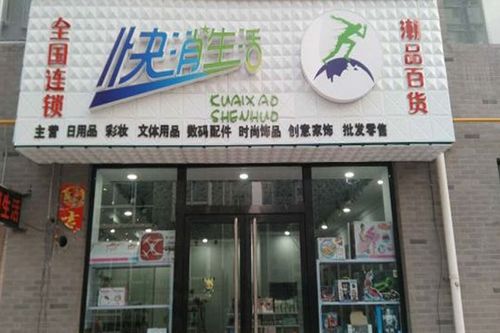 全国连锁
快消生活
潮品百货
KUAIXAO
SHENHUO
主营 日用品 彩妆 文体用品 数码配件 时尚饰品 创意家饰 批发零售
生活